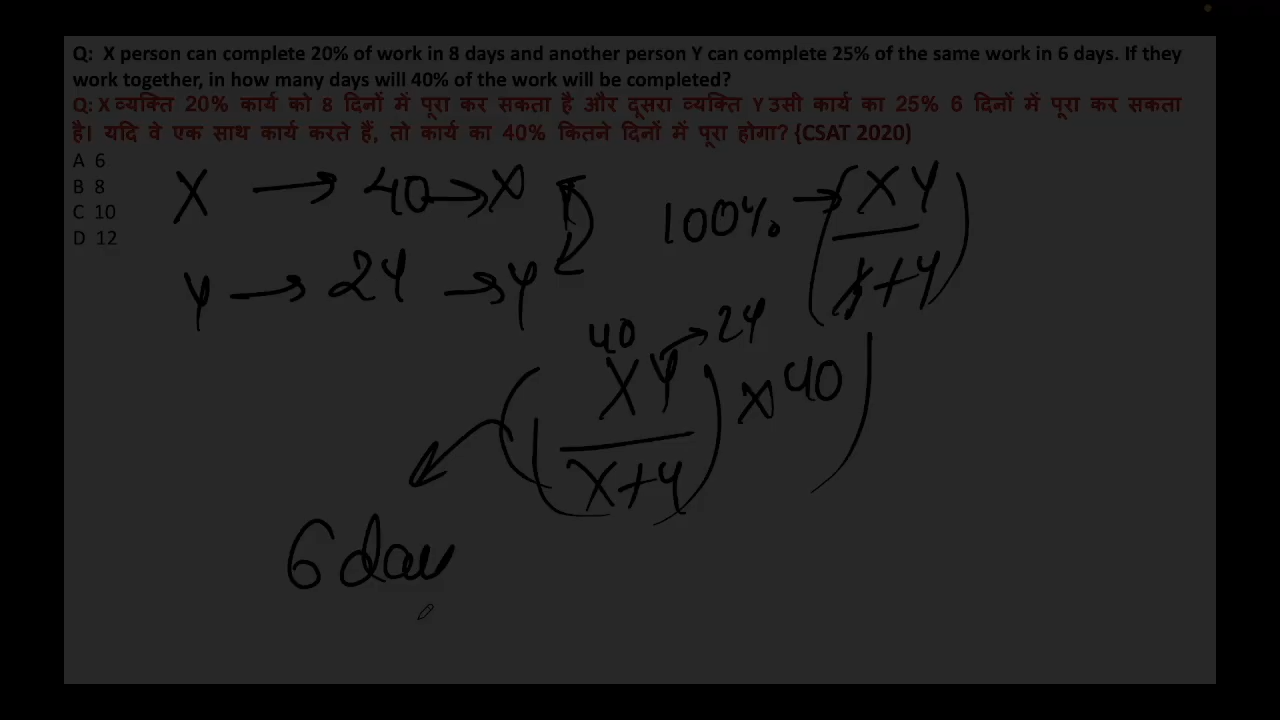 Q: X person can complete 20% of work in 8 days and another person Y can complete 25% of the same work in 6 days. If they
work together, in how many days will 40% of the work will be completed?
Q: X व्यक्ति 20% कार्य को 8 दिनों में पूरा कर सकता है और दूसरा व्यक्ति Y उसी कार्य का 25% 6 दिनों में पूरा कर सकता
है। यदि वे एक साथ कार्य करते हैं, तो कार्य का 40% कितने दिनों में पूरा होगा? {CSAT 2020)
A 6
B 8
C 10
D 12
X → 40 → X
Y → 24 → Y
100% → (XY
X+Y)
40 → 24
(XY
X+Y) × 40)
6 day